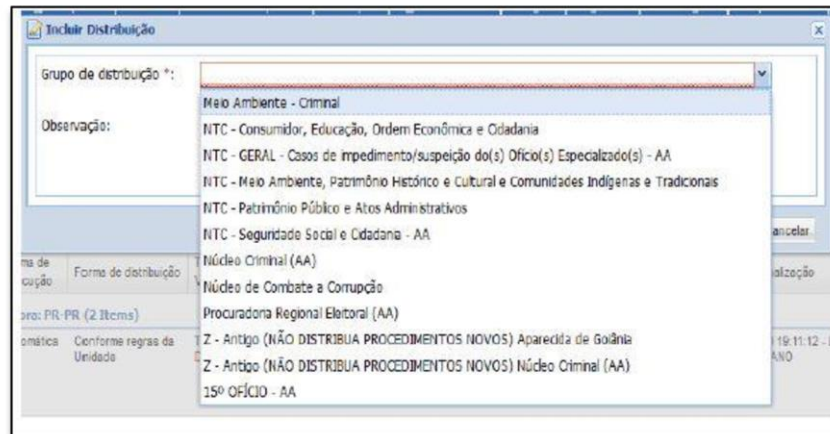 Incluir Distribuição
Grupo de distribuição *:
Meio Ambiente - Criminal
Observação:
NTC - Consumidor, Educação, Ordem Econômica e Cidadania
NTC - GERAL - Casos de impedimento/suspeição do(s) Ofício(s) Especializado(s) - AA
NTC - Meio Ambiente, Patrimônio Histórico e Cultural e Comunidades Indígenas e Tradicionais
NTC - Patrimônio Público e Atos Administrativos
NTC - Seguridade Social e Cidadania - AA
ancelar
Núcleo Criminal (AA)
Forma de distribuição
Núcleo de Combate a Corrupção
PR-PR (2 Items)
Procuradoria Regional Eleitoral (AA)
Z - Antigo (NÃO DISTRIBUA PROCEDIMENTOS NOVOS) Aparecida de Goiânia
omática Conforme regras da Unidade
19:11:12 -
ANO
Z - Antigo (NÃO DISTRIBUA PROCEDIMENTOS NOVOS) Núcleo Criminal (AA)
15º OFÍCIO - AA